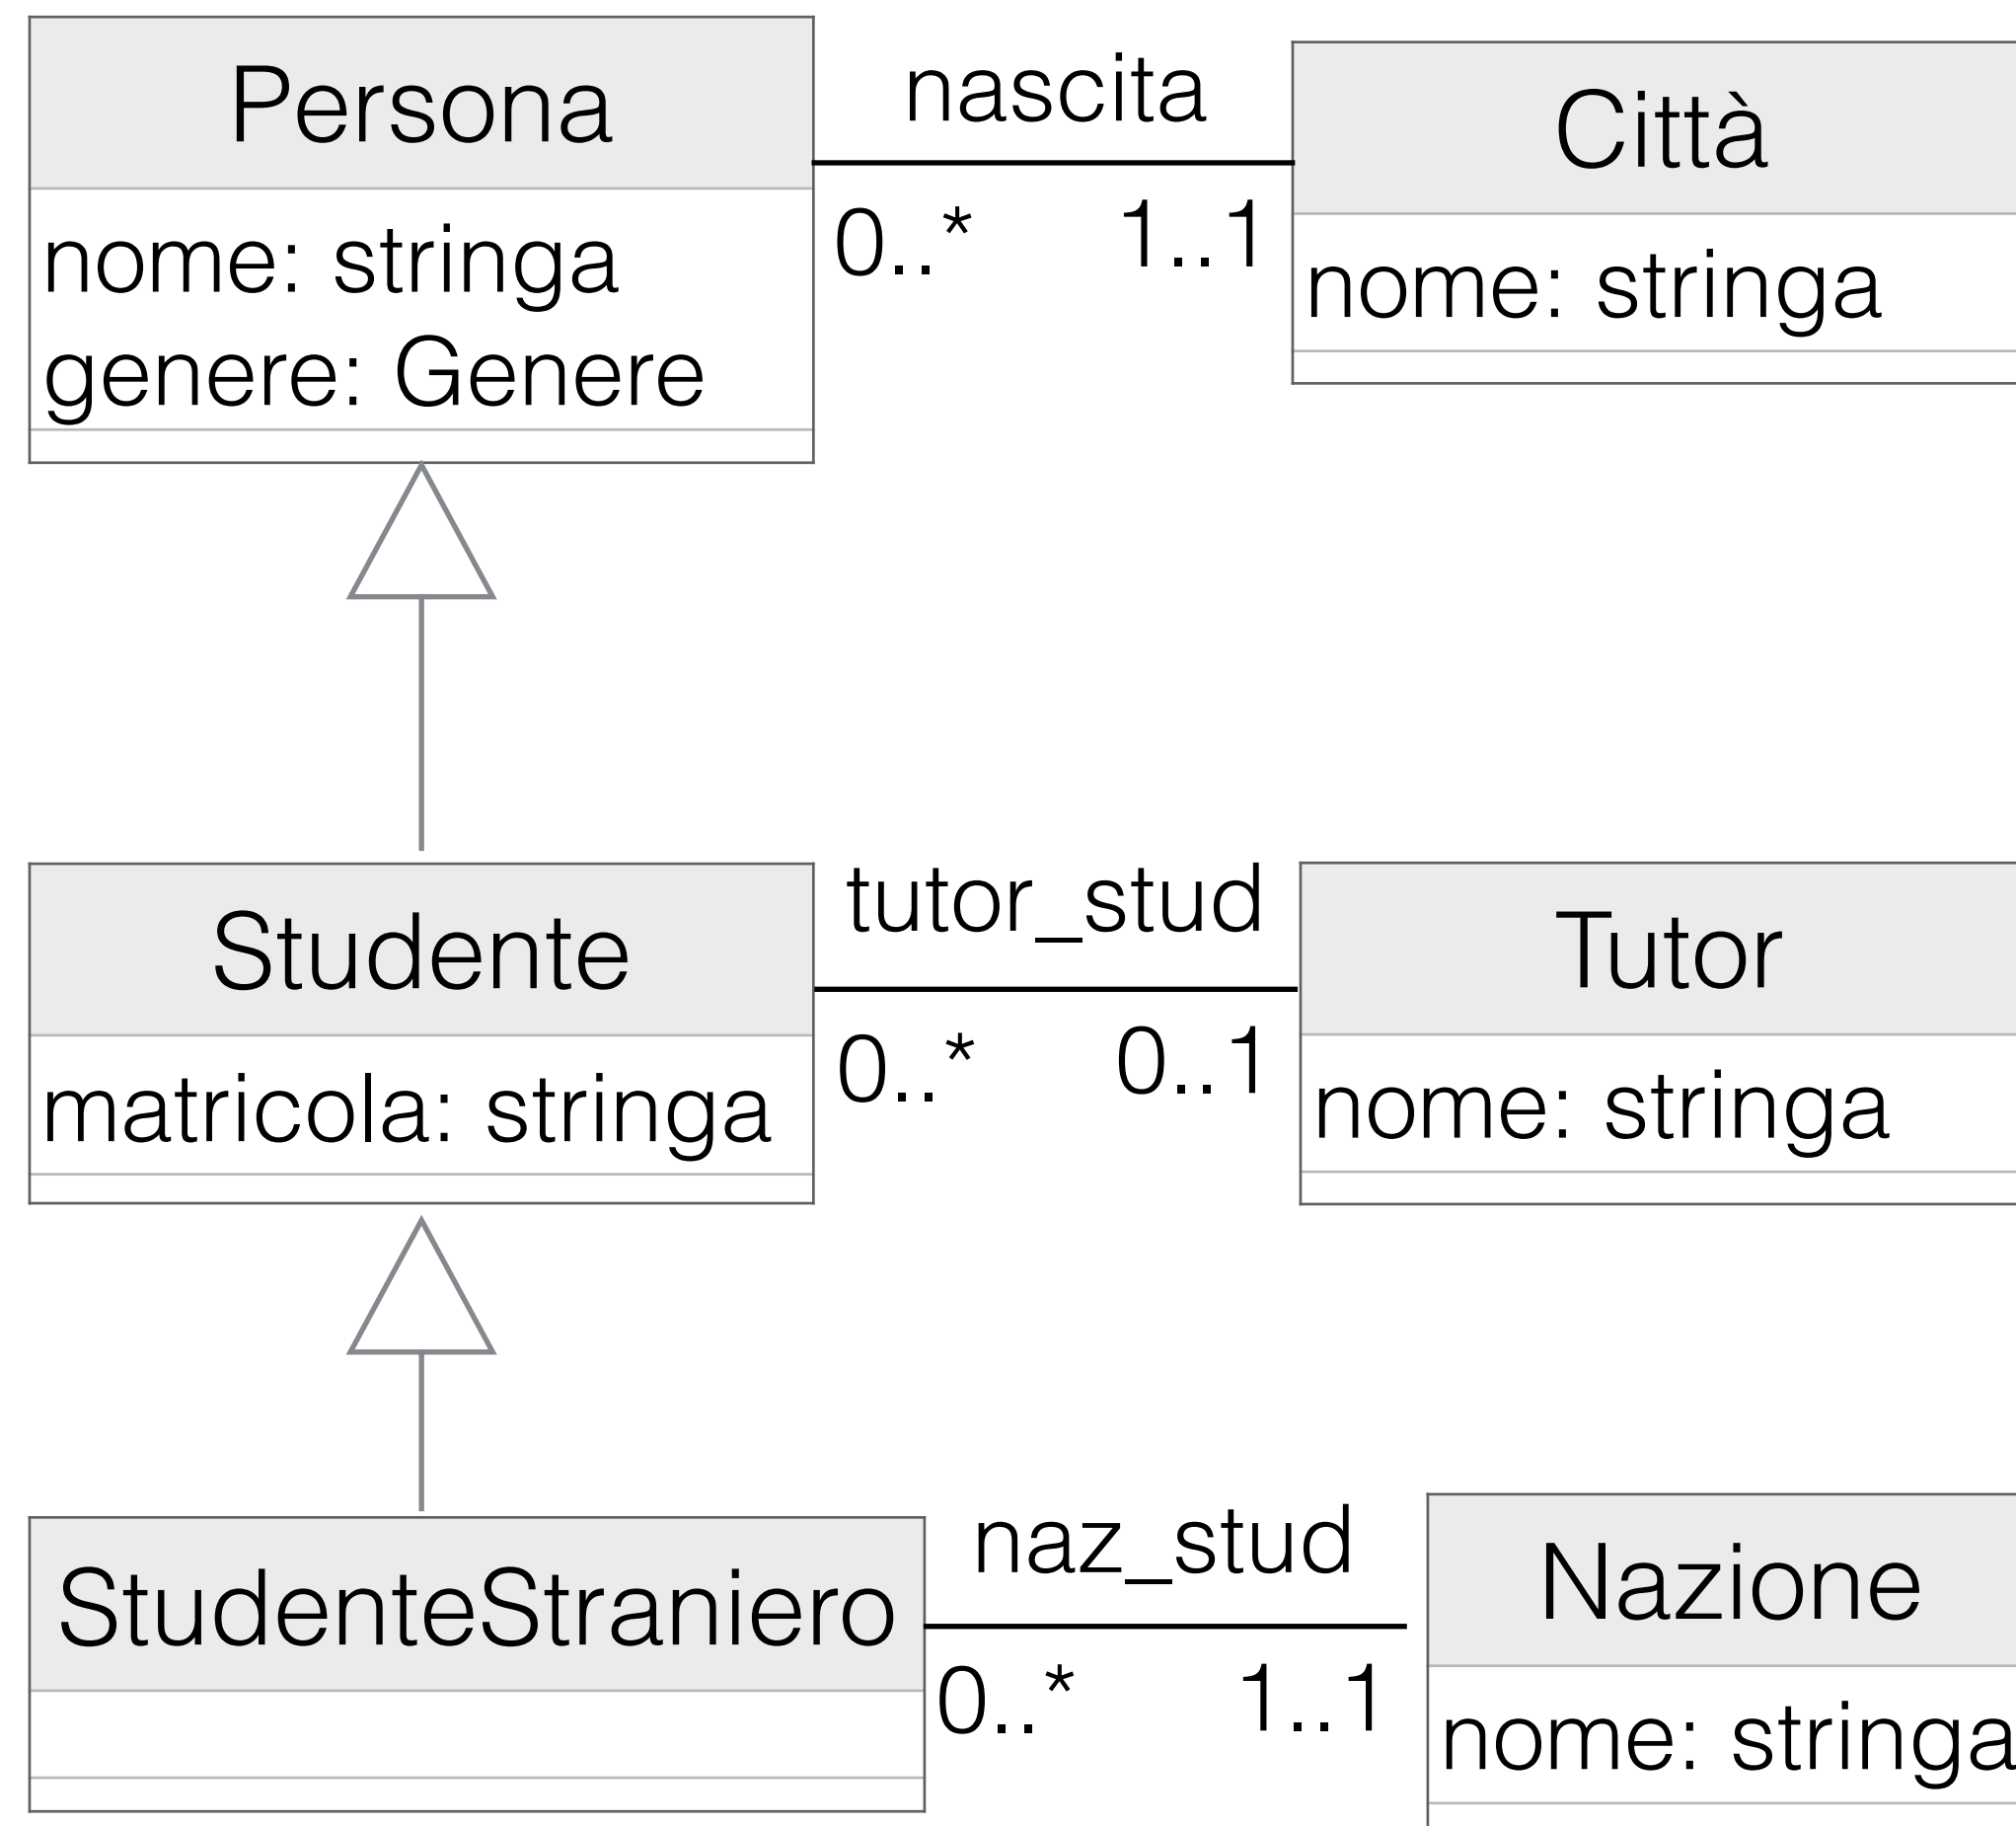 Persona
nome: stringa
genere: Genere
nascita
0..* 1..1
Città
nome: stringa
Studente
matricola: stringa
tutor_stud
0..* 0..1
Tutor
nome: stringa
StudenteStraniero
naz_stud
0..* 1..1
Nazione
nome: stringa